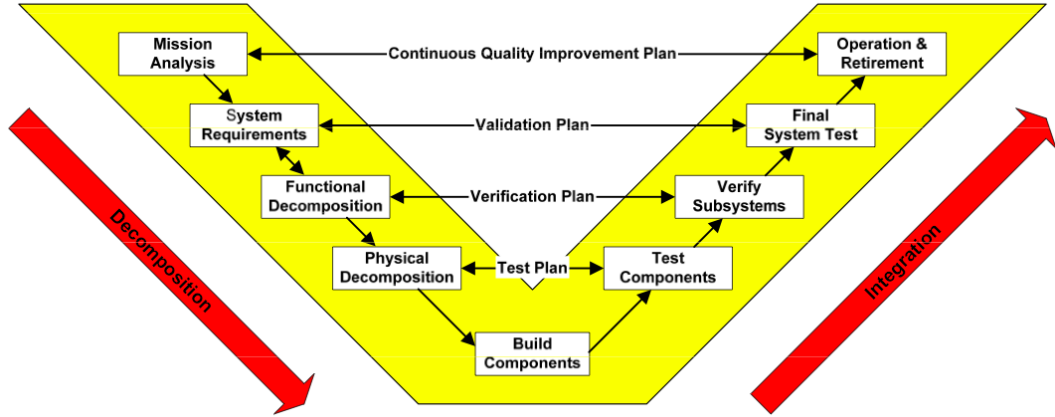 Mission
Analysis
Continuous Quality Improvement Plan
Operation &
Retirement
System
Requirements
Validation Plan
Final
System Test
Functional
Decomposition
Verification Plan
Verify
Subsystems
Physical
Decomposition
Test Plan
Test
Components
Build
Components
Decomposition
Integration